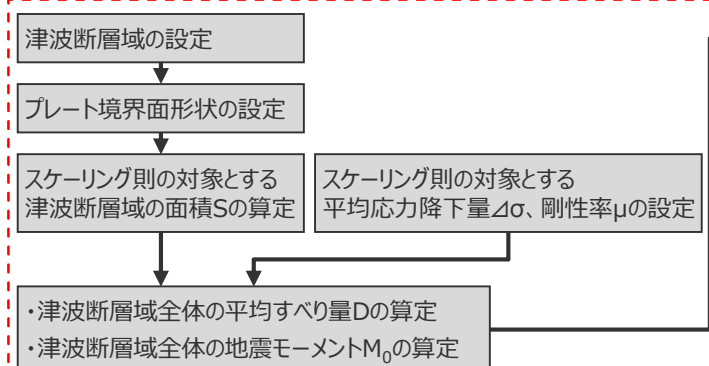 津波断層域の設定
プレート境界面形状の設定
スケーリング則の対象とする
津波断層域の面積Sの算定
スケーリング則の対象とする
平均応力降下量⊿σ、剛性率μの設定
・津波断層域全体の平均すべり量Dの算定
・津波断層域全体の地震モーメントM₀の算定